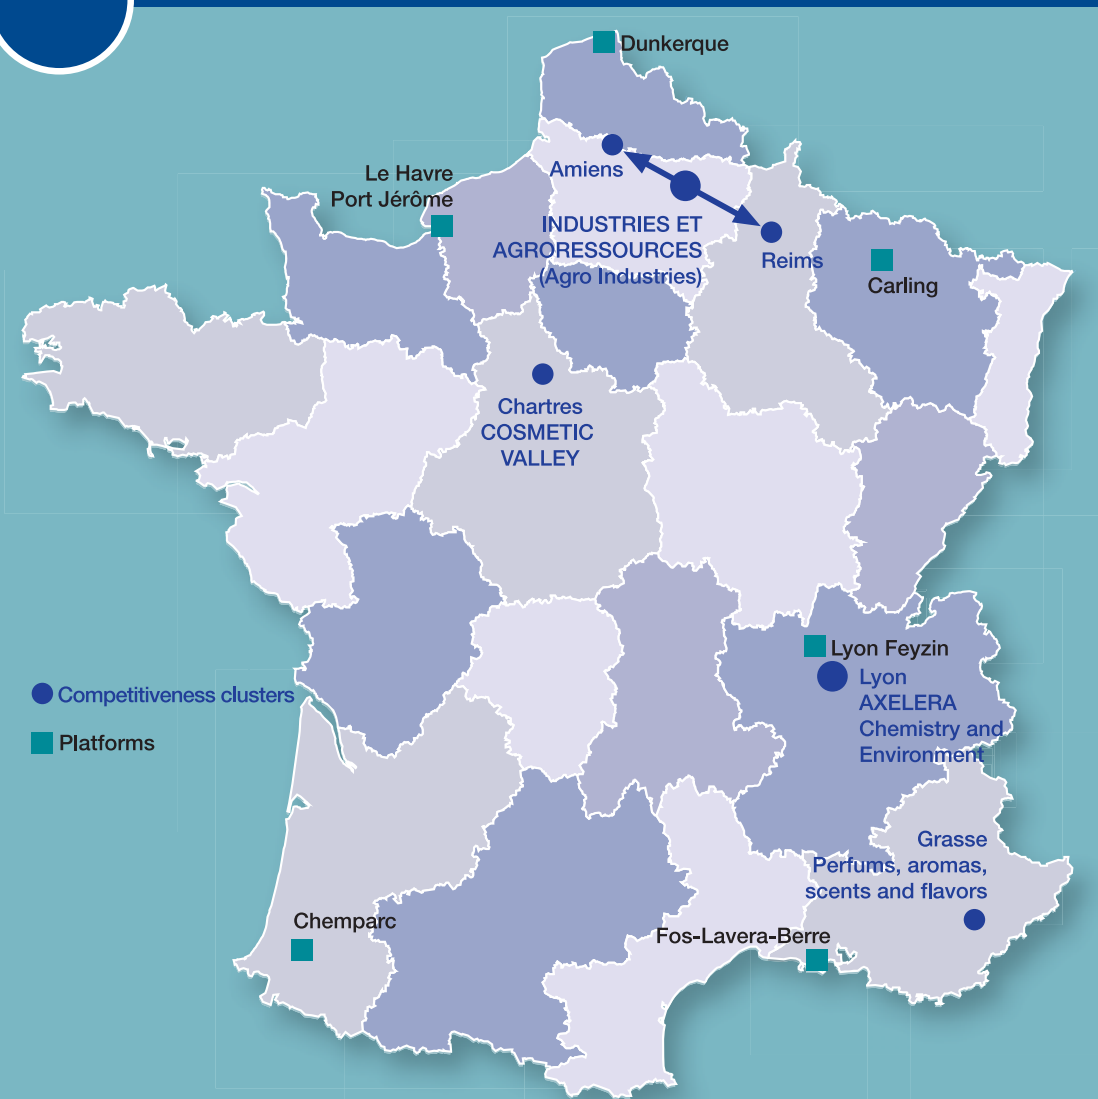 Dunkerque
Amiens
Le Havre
Port Jérôme
INDUSTRIES ET
AGRORESSOURCES
(Agro Industries)
Reims
Carling
Chartres
COSMETIC
VALLEY
Lyon Feyzin
Lyon
AXELERA
Chemistry and
Environment
Competitiveness clusters
Platforms
Grasse
Perfums, aromas,
scents and flavors
Chemparc
Fos-Lavera-Berre